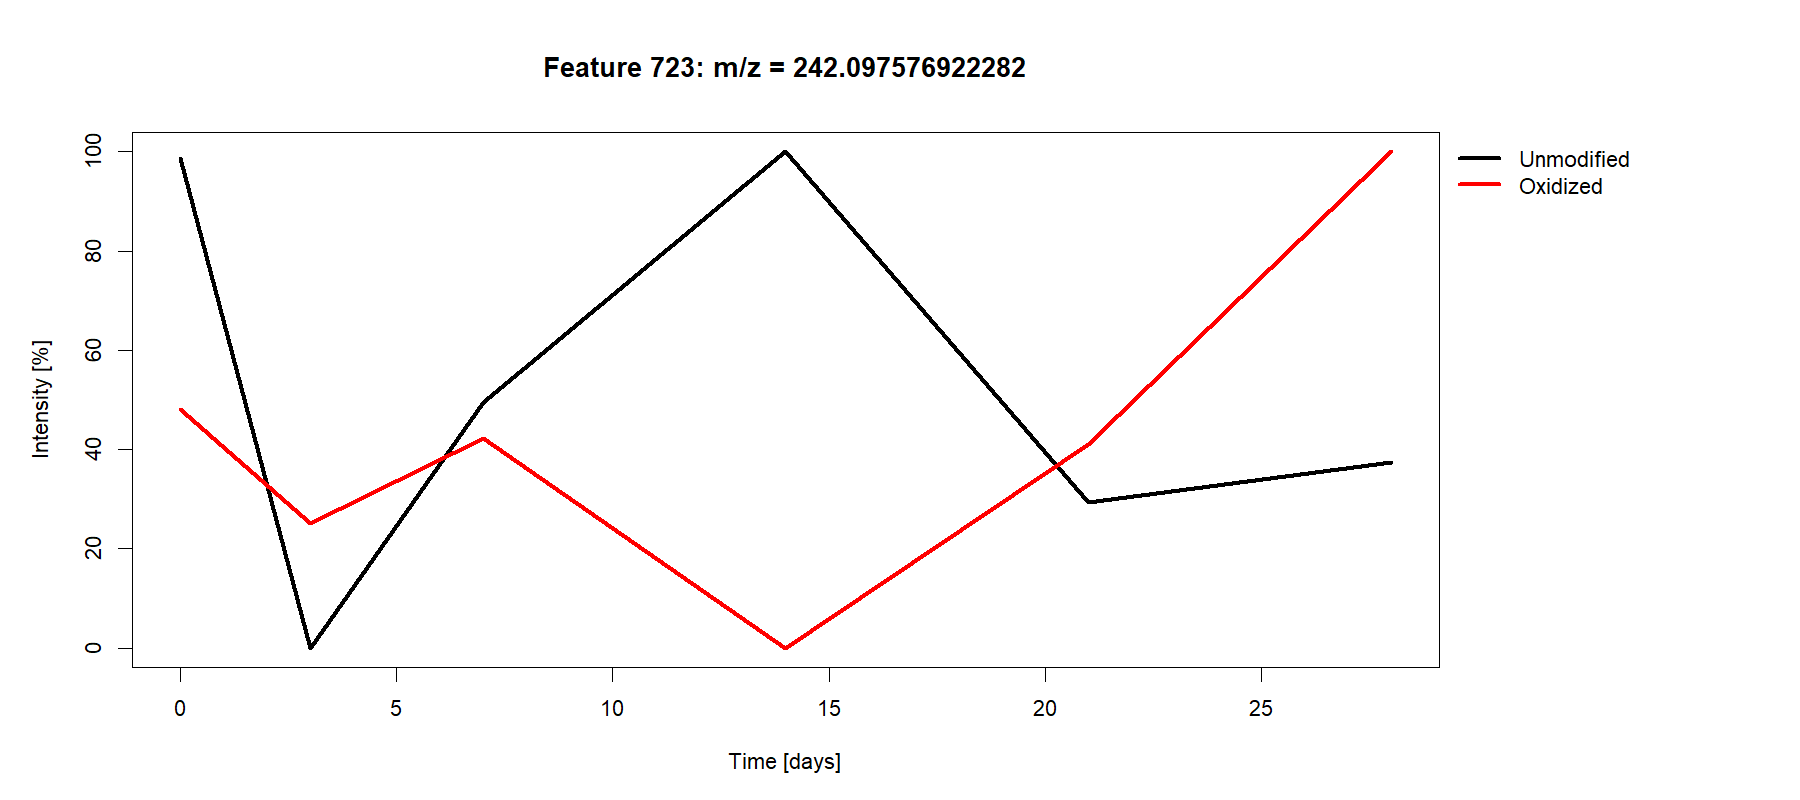 Feature 723: m/z = 242.097576922282
Unmodified
Oxidized
Intensity [%]
100
80
60
40
20
0
0 5 10 15 20 25
Time [days]